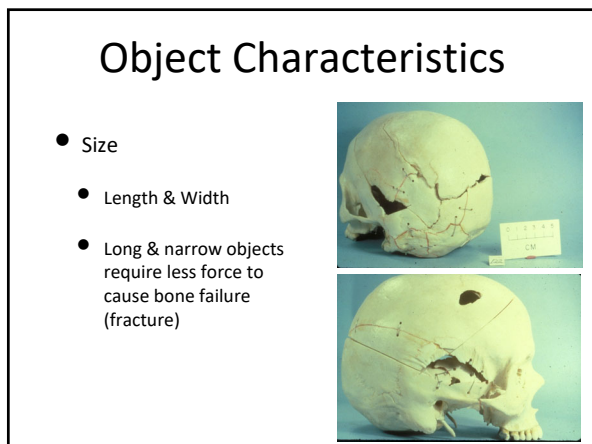 Object Characteristics
• Size
• Length & Width
• Long & narrow objects
require less force to
cause bone failure
(fracture)
CM